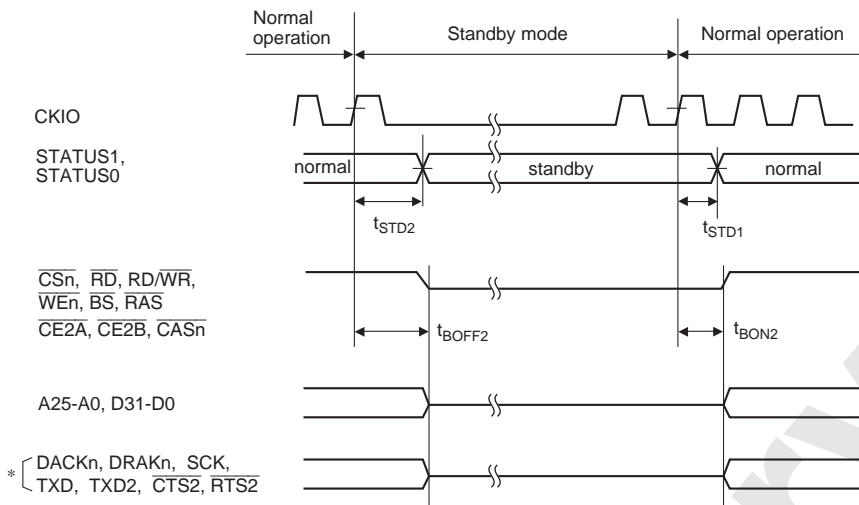 Normal
operation
Standby mode
Normal operation
CKIO
STATUS1,
STATUS0
normal
standby
normal
tSTD2
tSTD1
CSn, RD, RD/WR,
WEn, BS, RAS
CE2A, CE2B, CASn
tBOFF2
tBON2
A25-A0, D31-D0
* DACKn, DRAKn, SCK,
TXD, TXD2, CTS2, RTS2